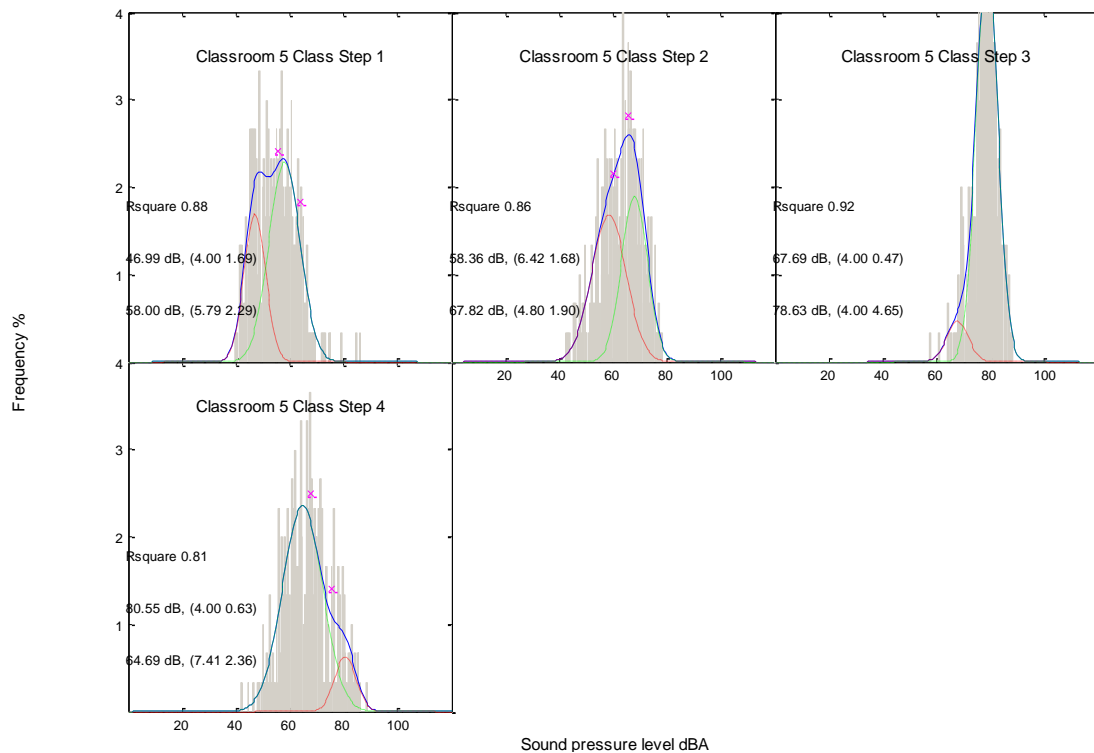 4
Classroom 5 Class Step 1
Classroom 5 Class Step 2
Classroom 5 Class Step 3
3
2
Rsquare 0.88
Rsquare 0.86
Rsquare 0.92
46.99 dB, (4.00 1.69)
58.36 dB, (6.42 1.68)
67.69 dB, (4.00 0.47)
1
58.00 dB, (5.79 2.29)
67.82 dB, (4.80 1.90)
78.63 dB, (4.00 4.65)
4
20 40 60 80 100
20 40 60 80 100
Frequency %
Classroom 5 Class Step 4
3
2
Rsquare 0.81
80.55 dB, (4.00 0.63)
1
64.69 dB, (7.41 2.36)
20 40 60 80 100
Sound pressure level dBA